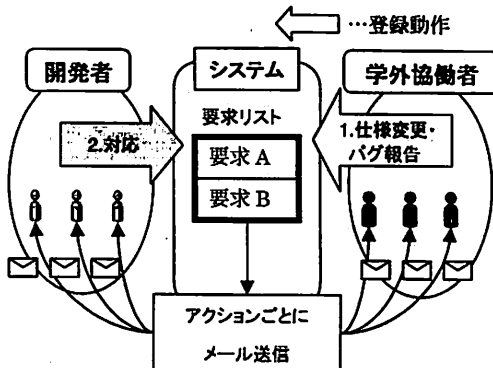 …登録動作
開発者
システム
学外協働者
要求リスト
2.対応
1.仕様変更・
バグ報告
要求A
要求B
アクションごとに
メール送信